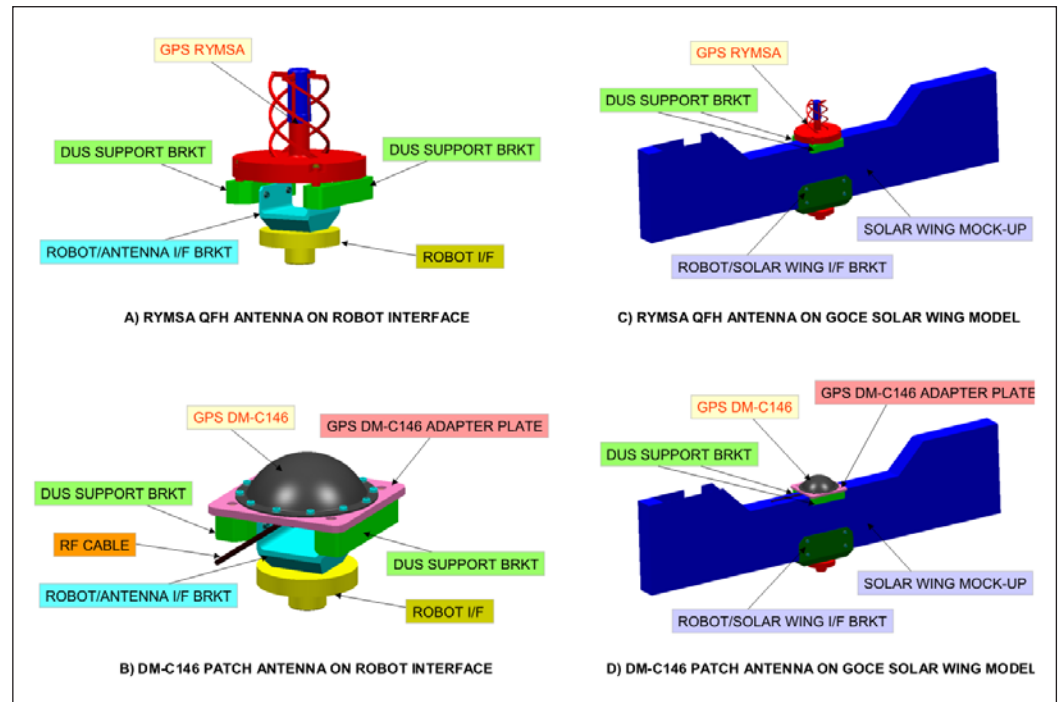 GPS RYMSA
DUS SUPPORT BRKT
DUS SUPPORT BRKT
ROBOT/ANTENNA I/F BRKT
ROBOT I/F
A) RYMSA QFH ANTENNA ON ROBOT INTERFACE
GPS RYMSA
DUS SUPPORT BRKT
SOLAR WING MOCK-UP
ROBOT/SOLAR WING I/F BRKT
C) RYMSA QFH ANTENNA ON GOCE SOLAR WING MODEL
GPS DM-C146
GPS DM-C146 ADAPTER PLATE
DUS SUPPORT BRKT
RF CABLE
DUS SUPPORT BRKT
ROBOT/ANTENNA I/F BRKT
ROBOT I/F
B) DM-C146 PATCH ANTENNA ON ROBOT INTERFACE
GPS DM-C146 ADAPTER PLATE
GPS DM-C146
DUS SUPPORT BRKT
SOLAR WING MOCK-UP
ROBOT/SOLAR WING I/F BRKT
D) DM-C146 PATCH ANTENNA ON GOCE SOLAR WING MODEL